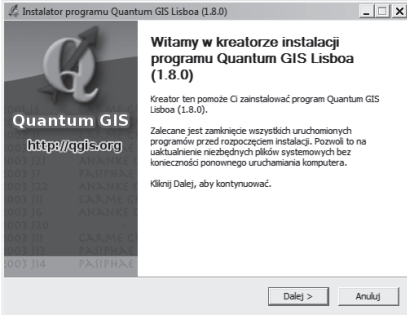 Instalator programu Quantum GIS Lisboa (1.8.0)
Quantum GIS
http://qgis.org
Witamy w kreatorze instalacji
programu Quantum GIS Lisboa
(1.8.0)
Kreator ten pomoże Ci zainstalować program Quantum GIS
Lisboa (1.8.0).
Zalecane jest zamknięcie wszystkich uruchomionych
programów przed rozpoczęciem instalacji. Pozwoli to na
uaktualnienie niezbędnych plików systemowych bez
konieczności ponownego uruchamiania komputera.
Kliknij Dalej, aby kontynuować.
Dalej >
Anuluj